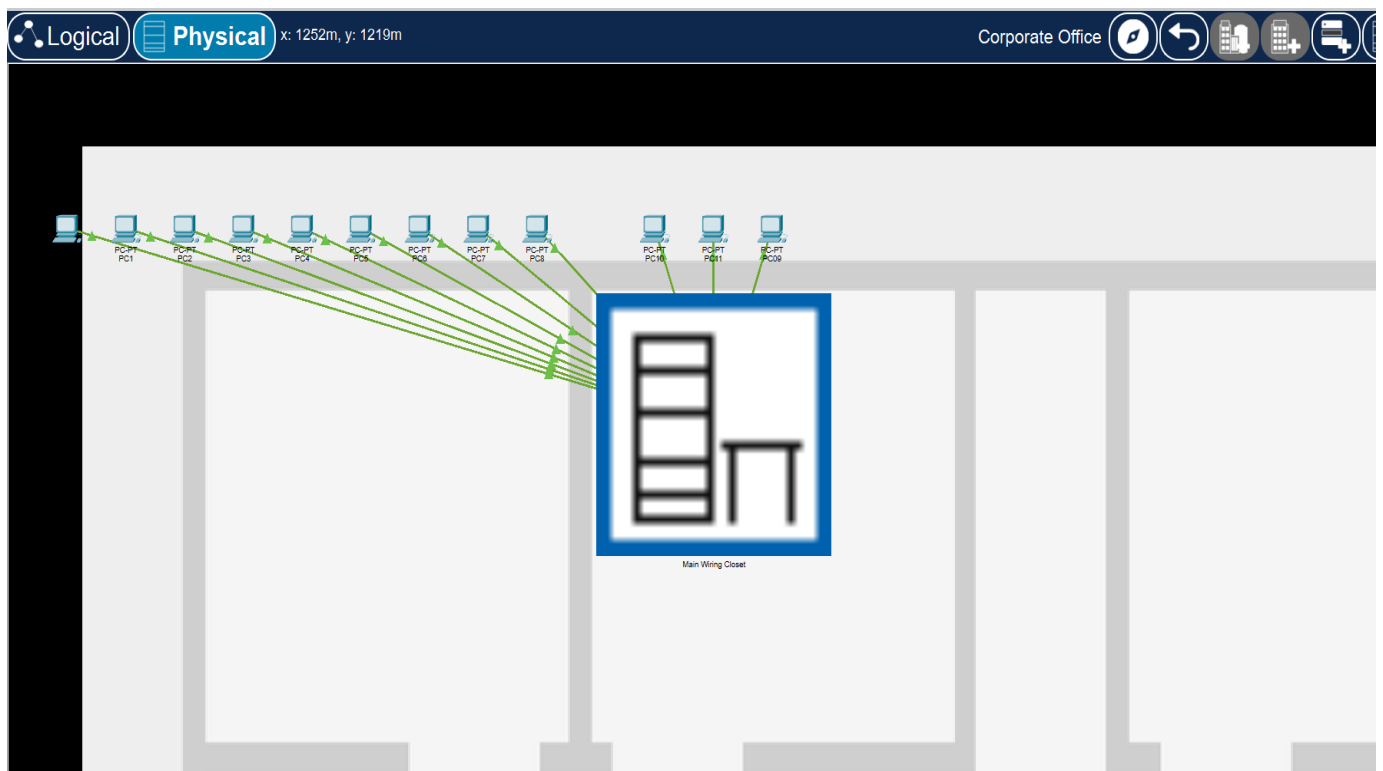 Logical
Physical
x: 1252m, y: 1219m
Corporate Office
PC-PT
PC1
PC-PT
PC2
PC-PT
PC3
PC-PT
PC4
PC-PT
PC5
PC-PT
PC6
PC-PT
PC7
PC-PT
PC8
PC-PT
PC10
PC-PT
PC11
PC-PT
PC09
Main Wiring Closet